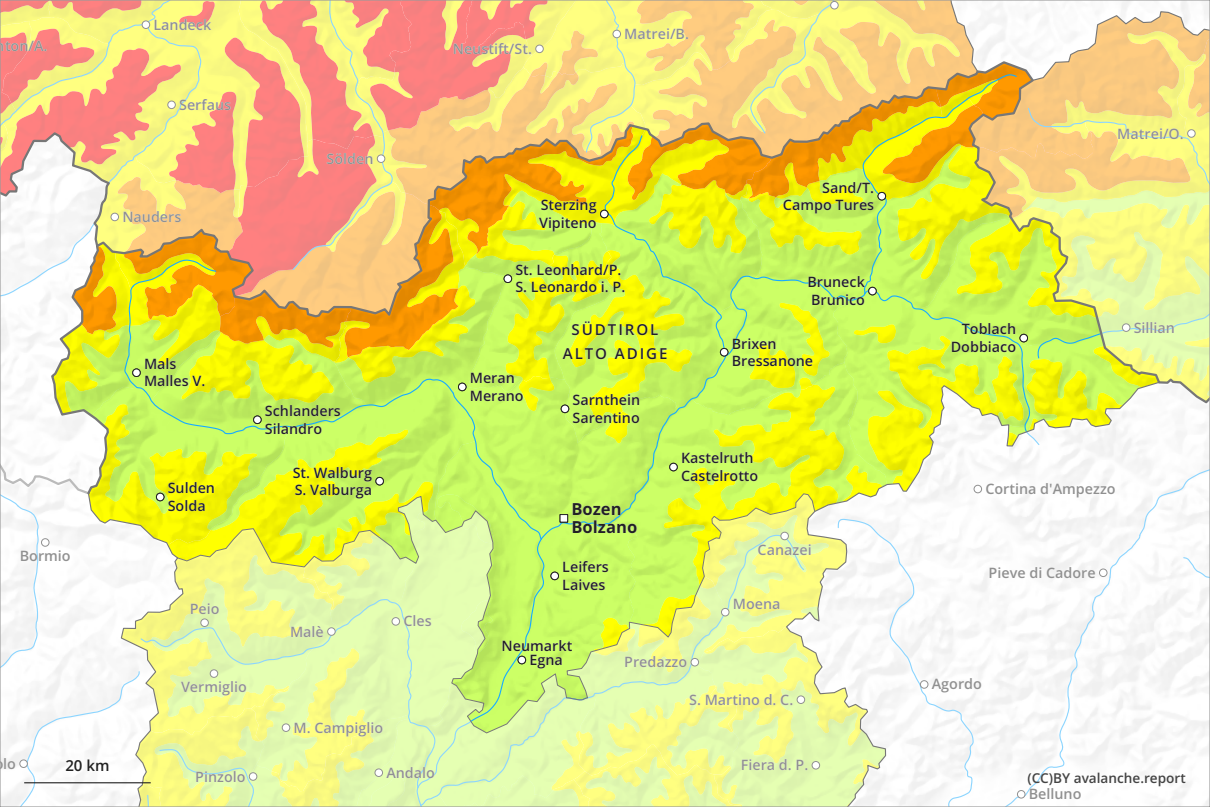 Landeck
Matrei/B.
Neustift/St.
ton/A.
Serfaus
Matrei/O.
Sölden
Sand/T.
Campo Tures
Nauders
Sterzing
Vipiteno
St. Leonhard/P.
S. Leonardo i. P.
Bruneck
Brunico
SÜDTIROL
ALTO ADIGE
Toblach
Dobbiaco
Sillian
Brixen
Bressanone
Mals
Malles V.
Meran
Merano
Sarnthein
Sarentino
Schlanders
Silandro
Kastelruth
Castelrotto
St. Walburg
S. Valburga
Sulden
Solda
Cortina d'Ampezzo
Bozen
Bolzano
Bormio
Canazei
Leifers
Laives
Pieve di Cadore
Peio
Moena
Cles
Malè
Neumarkt
Egna
Predazzo
Vermiglio
Agordo
S. Martino d. C.
M. Campiglio
olo
20 km
Pinzolo
Andalo
Fiera d. P.
(CC)BY avalanche.report
Belluno